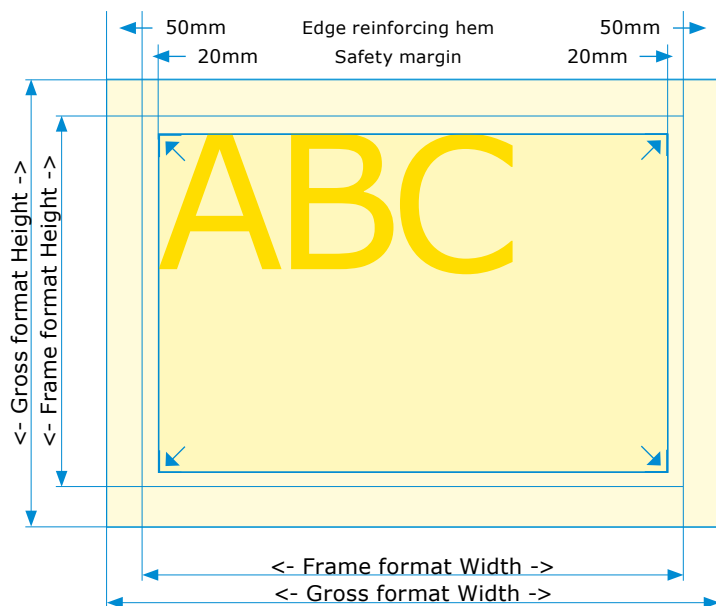 50mm Edge reinforcing hem 50mm
20mm Safety margin 20mm
ABC
<- Gross format Height ->
<- Frame format Height ->
<- Frame format Width ->
<- Gross format Width ->